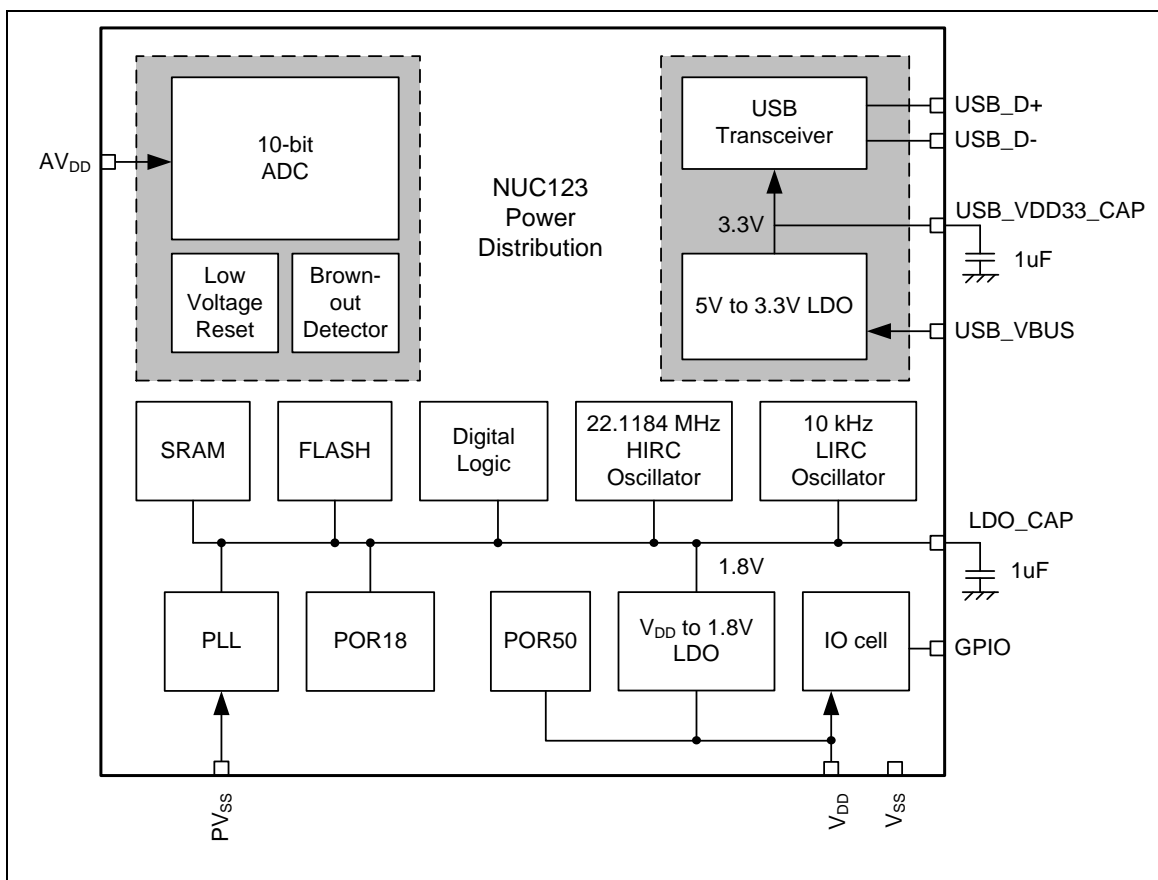 10-bit
ADC
AVDD
Low
Voltage
Reset
Brown-
out
Detector
NUC123
Power
Distribution
USB
Transceiver
USB_D+
USB_D-
3.3V
USB_VDD33_CAP
1uF
5V to 3.3V LDO
USB_VBUS
SRAM
FLASH
Digital
Logic
22.1184 MHz
HIRC
Oscillator
10 kHz
LIRC
Oscillator
LDO_CAP
1.8V
1uF
PLL
POR18
POR50
VDD to 1.8V
LDO
IO cell
GPIO
PVSS
VDD
VSS